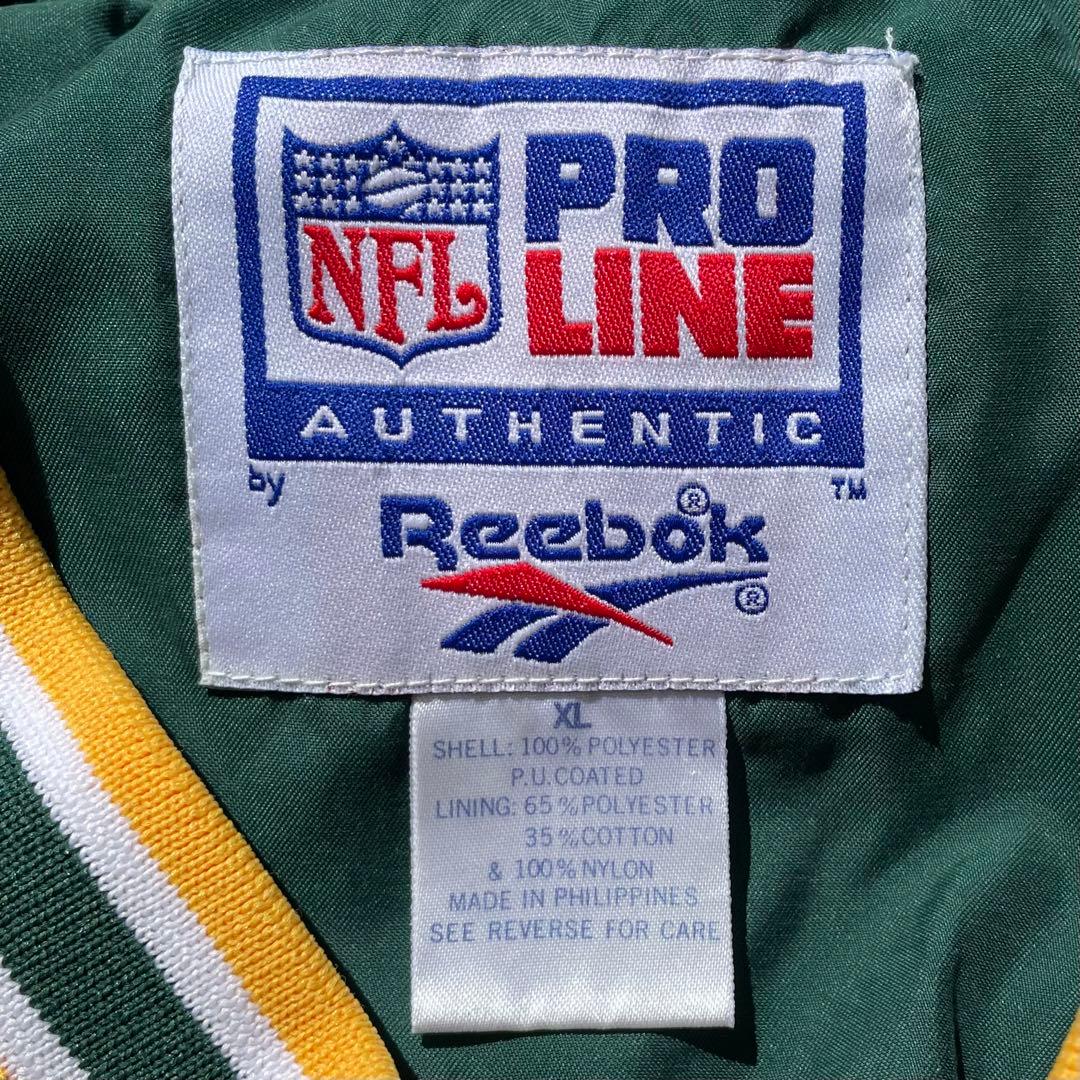 NFL
PRO
LINE
AUTHENTIC
by
TM
Reebok®
®
XL
SHELL: 100% POLYESTER
P.U.COATED
LINING: 65% POLYESTER
35% COTTON
& 100% NYLON
MADE IN PHILIPPINES
SEE REVERSE FOR CARE